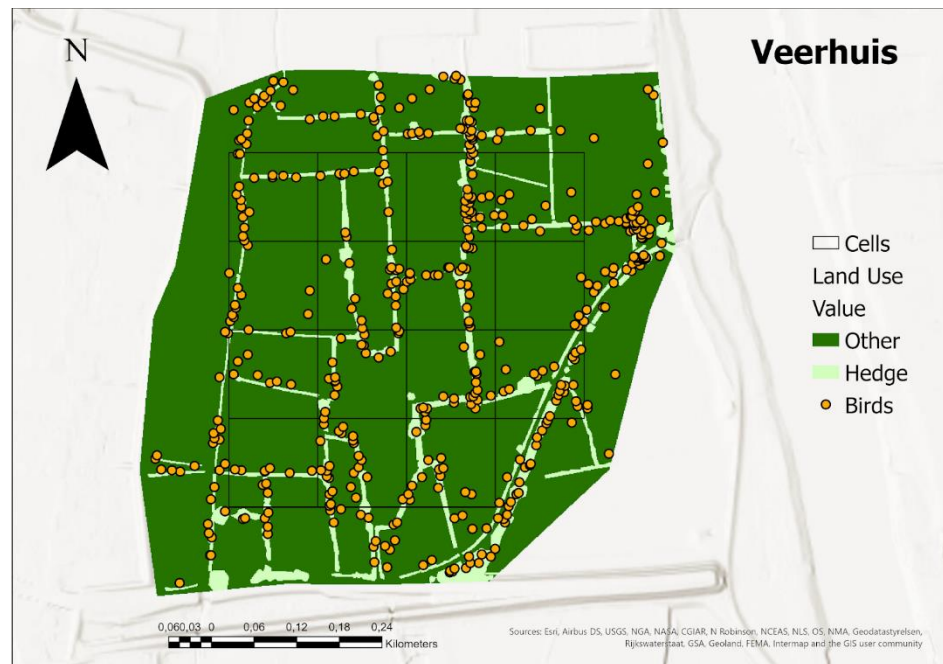 Veerhuis
N
Cells
Land Use
Value
Other
Hedge
Birds
0,060,03 0 0,06 0,12 0,18 0,24
Kilometers
Sources: Esri, Airbus DS, USGS, NGA, NASA, CGIAR, N Robinson, NCEAS, NLS, OS, NMA, Geodatastyrelsen,
Rijkswaterstaat, GSA, Geoland, FEMA, Intermap and the GIS user community